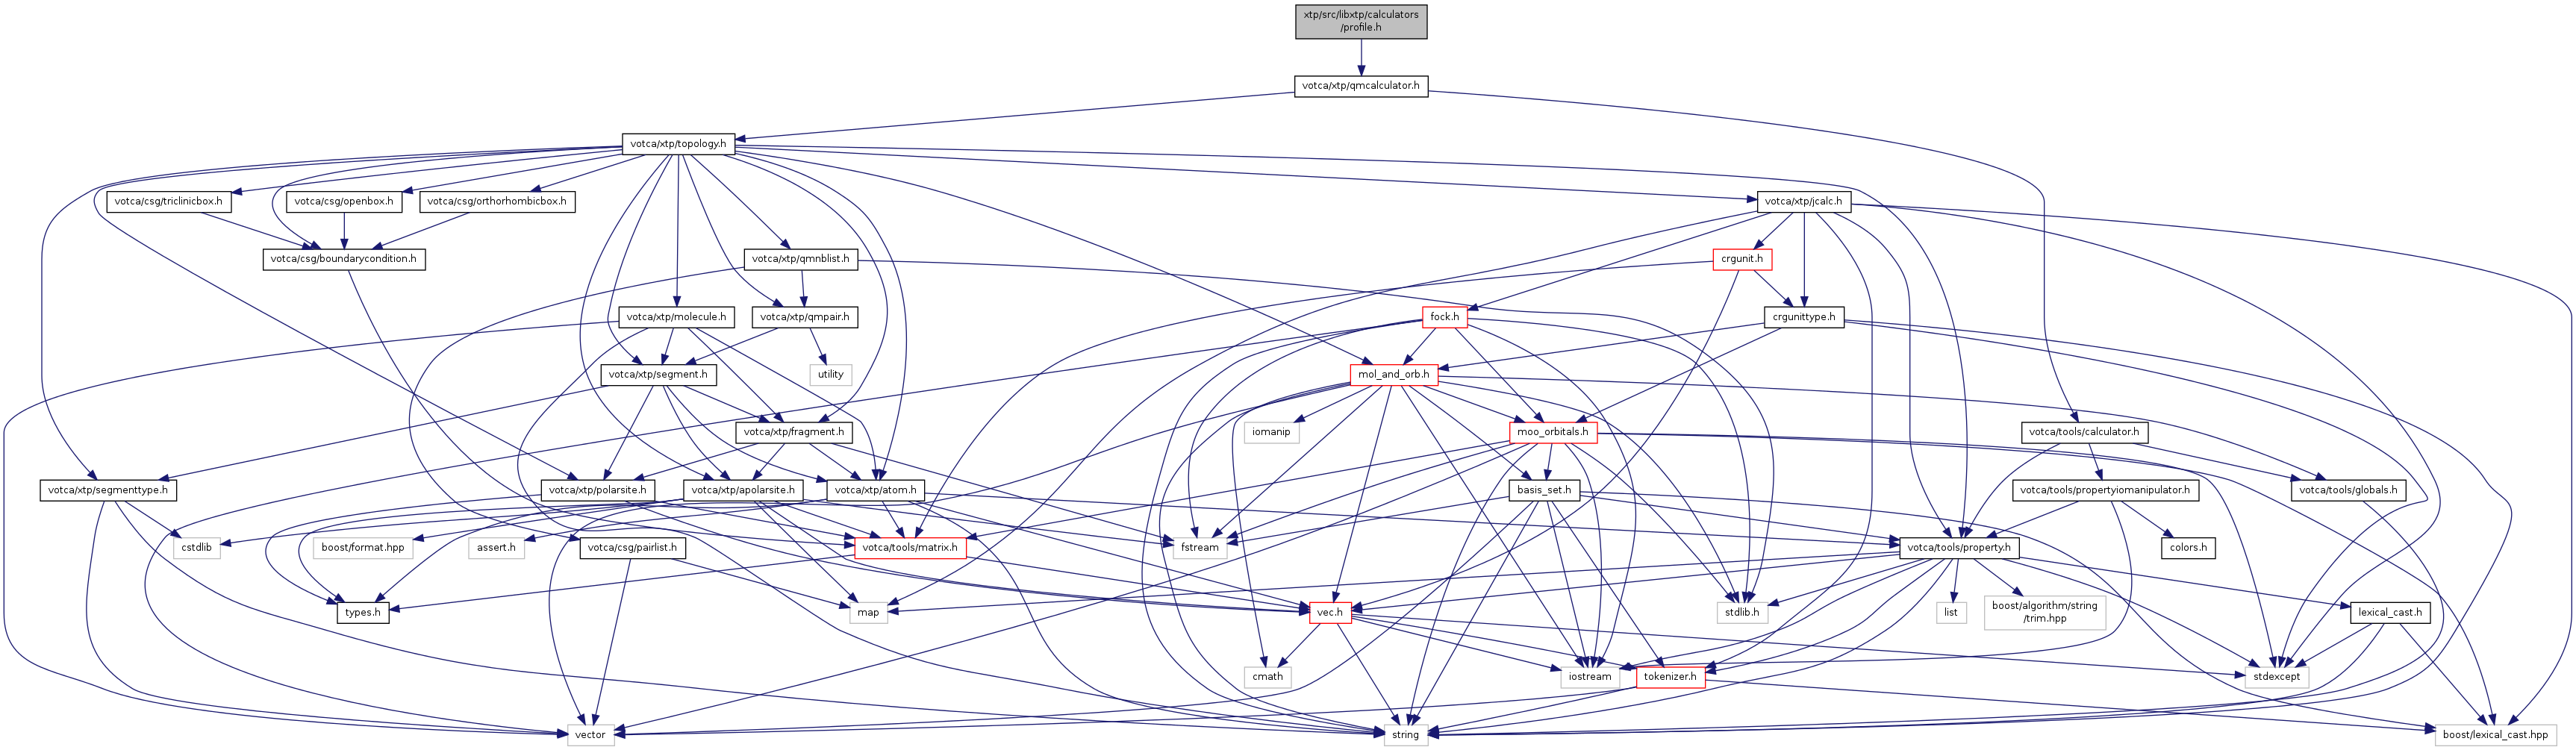 xtp/src/libxtp/calculators
/profile.h
votca/xtp/qmcalculator.h
votca/xtp/topology.h
votca/csg/triclinicbox.h
votca/csg/openbox.h
votca/csg/orthorhombicbox.h
votca/xtp/jcalc.h
votca/csg/boundarycondition.h
votca/xtp/qmnblist.h
crgunit.h
votca/xtp/molecule.h
votca/xtp/qmpair.h
fock.h
crgunittype.h
votca/xtp/segment.h
utility
mol_and_orb.h
votca/xtp/fragment.h
iomanip
moo_orbitals.h
votca/tools/calculator.h
votca/xtp/segmenttype.h
votca/xtp/polarsite.h
votca/xtp/apolarsite.h
votca/xtp/atom.h
basis_set.h
votca/tools/propertyiomanipulator.h
votca/tools/globals.h
cstdlib
boost/format.hpp
assert.h
votca/csg/pairlist.h
votca/tools/matrix.h
fstream
votca/tools/property.h
colors.h
types.h
map
vec.h
stdlib.h
list
boost/algorithm/string
/trim.hpp
lexical_cast.h
cmath
iostream
tokenizer.h
stdexcept
vector
string
boost/lexical_cast.hpp